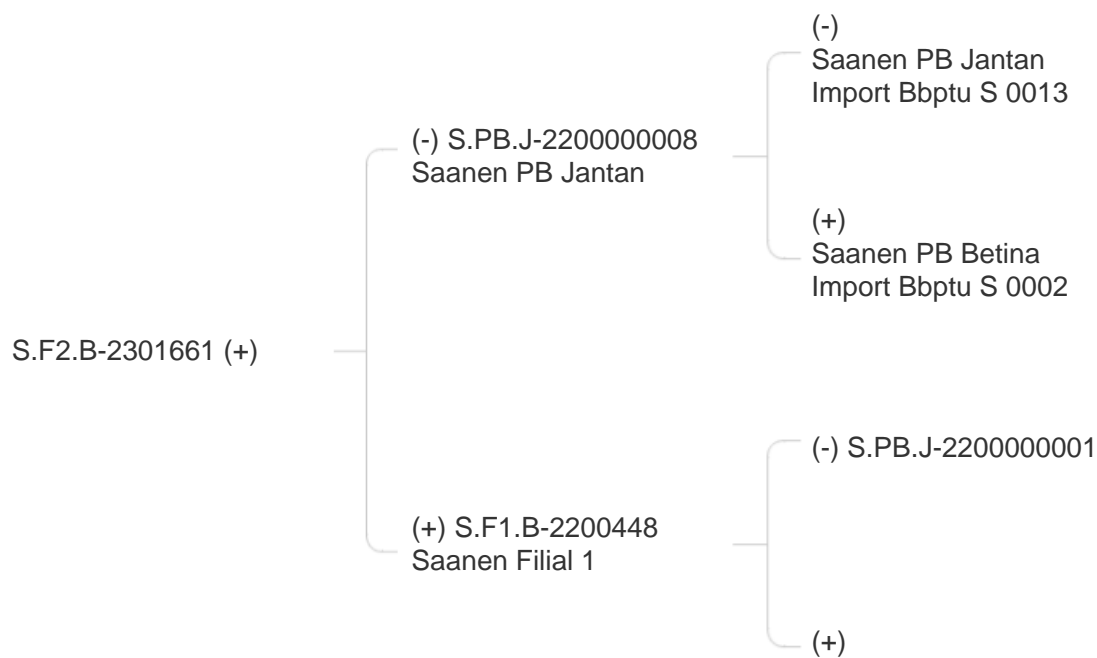 (-)
Saanen PB Jantan
Import Bbptu S 0013
(-) S.PB.J-2200000008
Saanen PB Jantan
(+)
Saanen PB Betina
Import Bbptu S 0002
S.F2.B-2301661 (+)
(-) S.PB.J-2200000001
(+) S.F1.B-2200448
Saanen Filial 1
(+)